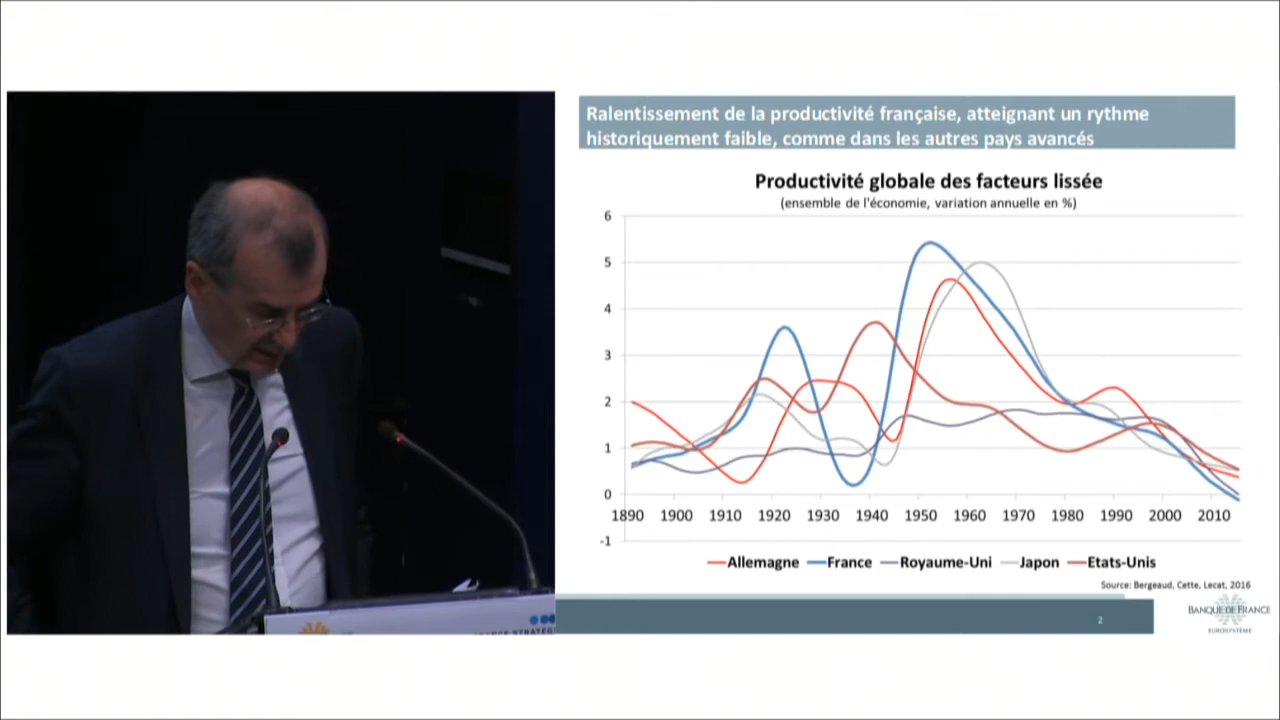 Ralentissement de la productivité française, atteignant un rythme
historiquement faible, comme dans les autres pays avancés
Productivité globale des facteurs lissée
(ensemble de l'économie, variation annuelle en %)
6
5
4
3
2
1
0
-1
1890 1900 1910 1920 1930 1940 1950 1960 1970 1980 1990 2000 2010
Allemagne France Royaume-Uni Japon Etats-Unis
Source: Bergeaud, Cette, Lecat, 2016
2
BANQUE DE FRANCE
EUROSYSTÈME